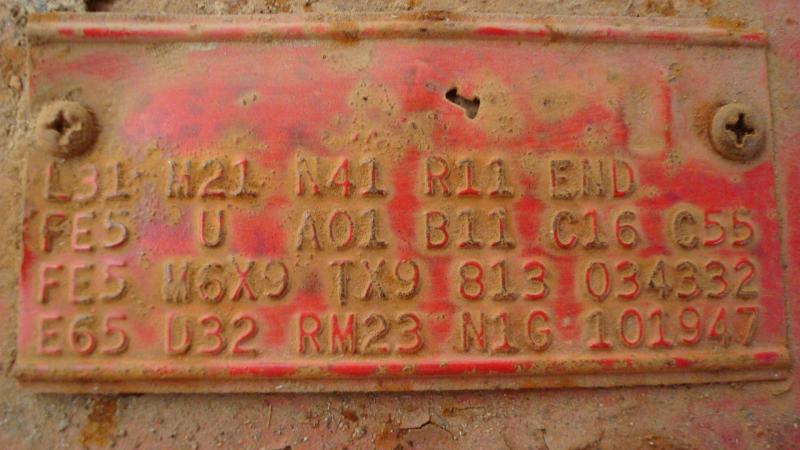 L31 H21 N41 R11 END
FE5 U A01 B11 C16 C55
FE5 M6X9 TX9 813 034332
E65 D32 RM23 N1G 101947